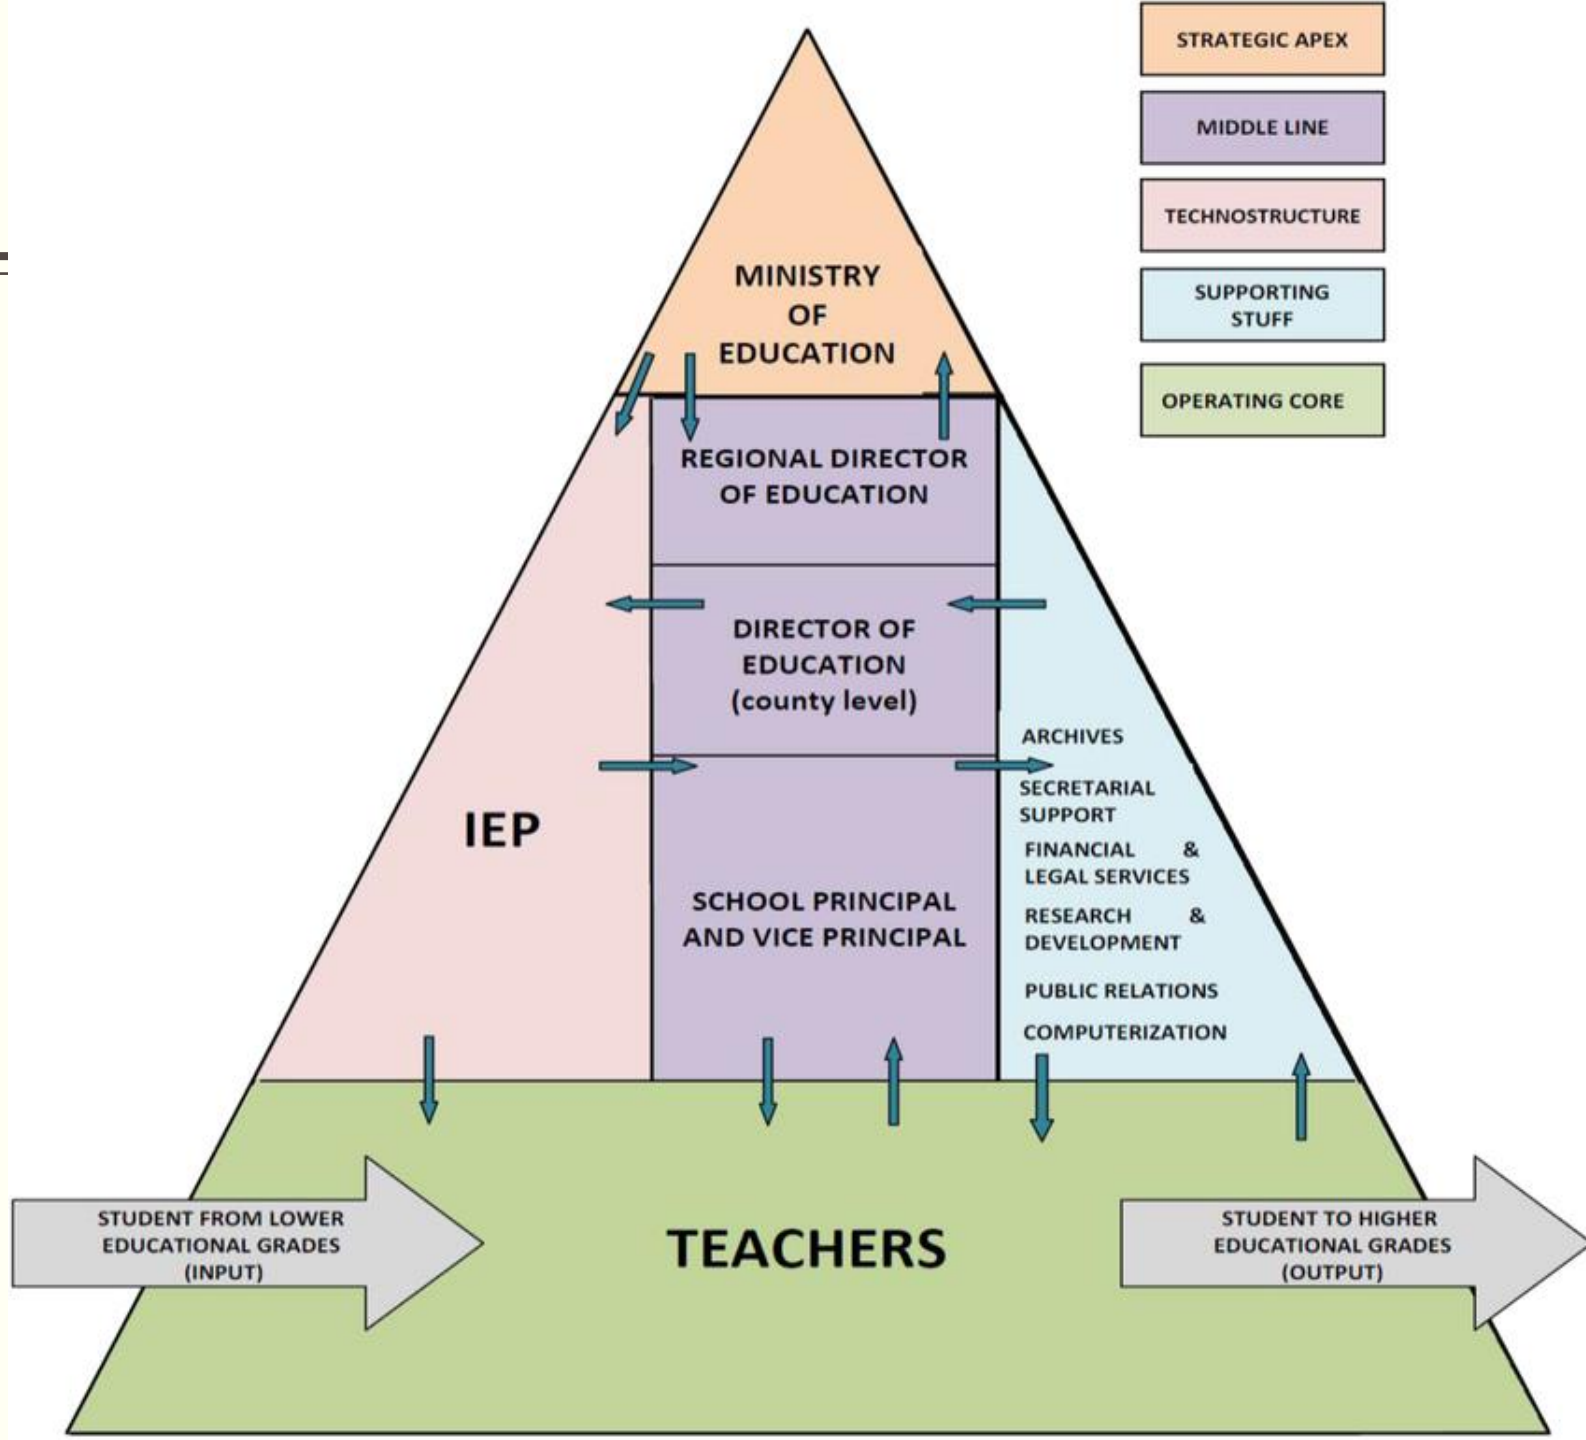 STRATEGIC APEX
MIDDLE LINE
TECHNOSTRUCTURE
SUPPORTING
STUFF
OPERATING CORE
MINISTRY
OF
EDUCATION
REGIONAL DIRECTOR
OF EDUCATION
DIRECTOR OF
EDUCATION
(county level)
IEP
SCHOOL PRINCIPAL
AND VICE PRINCIPAL
ARCHIVES
SECRETARIAL
SUPPORT
FINANCIAL &
LEGAL SERVICES
RESEARCH &
DEVELOPMENT
PUBLIC RELATIONS
COMPUTERIZATION
STUDENT FROM LOWER
EDUCATIONAL GRADES
(INPUT)
TEACHERS
STUDENT TO HIGHER
EDUCATIONAL GRADES
(OUTPUT)